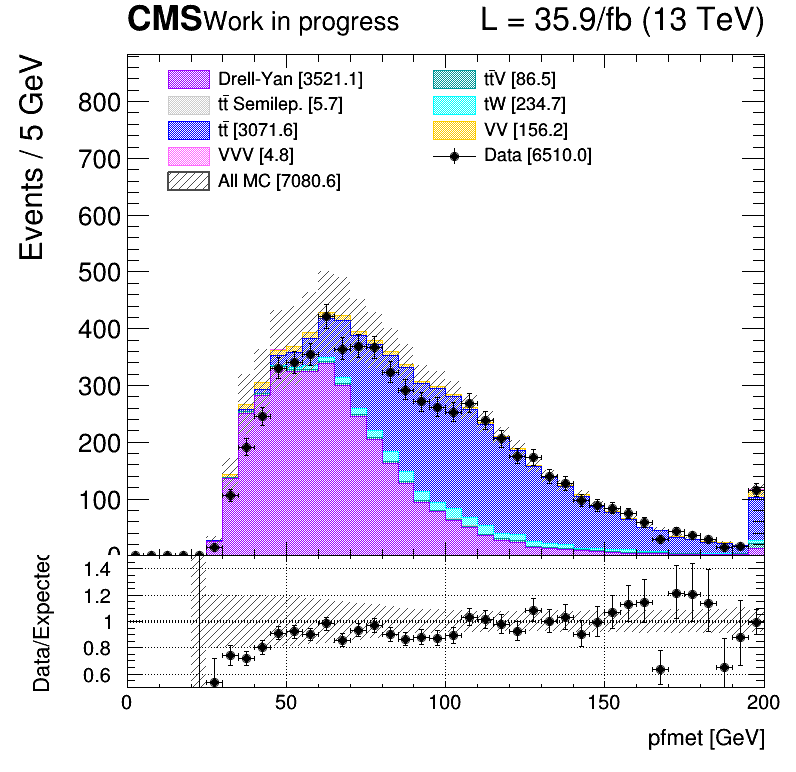 CMS Work in progress L = 35.9/fb (13 TeV)
Events / 5 GeV
Drell-Yan [3521.1]
tt̄ Semilep. [5.7]
tt̄ [3071.6]
VVV [4.8]
All MC [7080.6]
tt̄V [86.5]
tW [234.7]
VV [156.2]
Data [6510.0]
800
700
600
500
400
300
200
100
0
Data/Expected
1.4
1.2
1
0.8
0.6
0 50 100 150 200
pfmet [GeV]